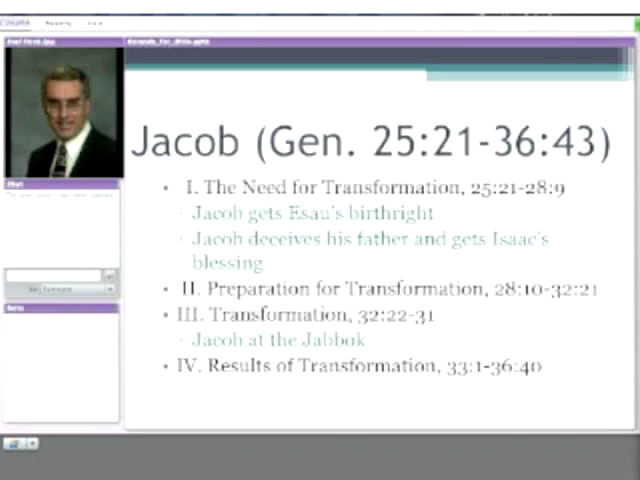 Meeting
Chat
Jacob (Gen. 25:21-36:43)
I. The Need for Transformation, 25:21-28:9
Jacob gets Esau's birthright
Jacob deceives his father and gets Isaac's
blessing
II. Preparation for Transformation, 28:10-32:21
III. Transformation, 32:22-31
Jacob at the Jabbok
IV. Results of Transformation, 33:1-36:40